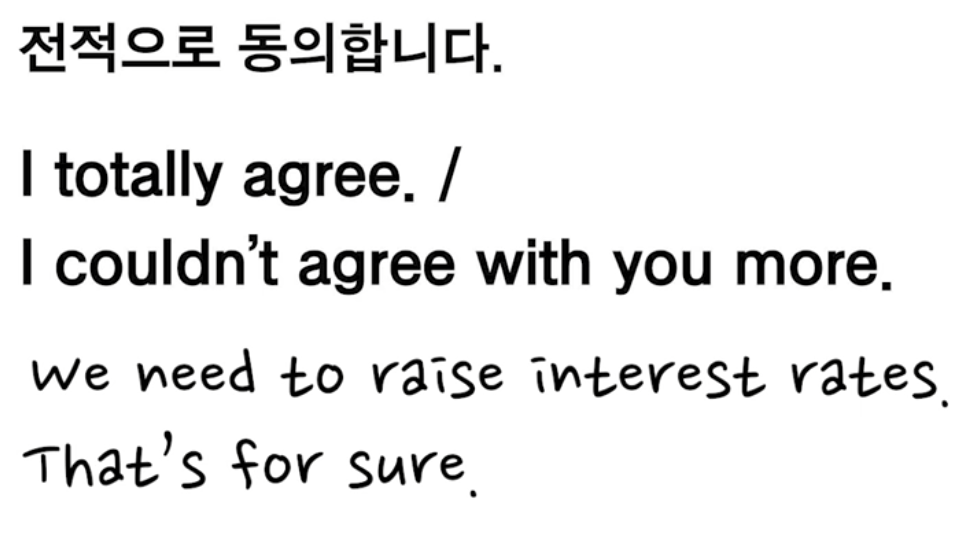 전적으로 동의합니다.
I totally agree. /
I couldn’t agree with you more.
We need to raise interest rates.
That's for sure.